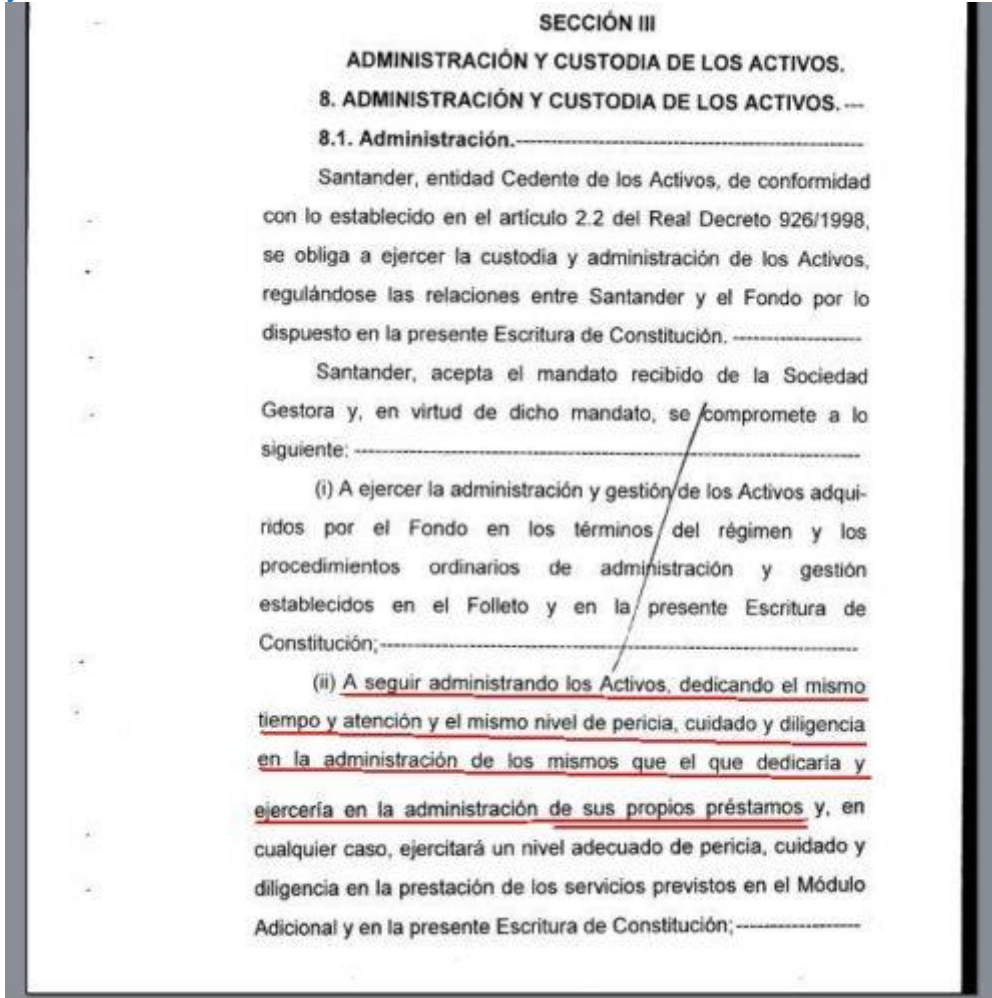 SECCIÓN III
ADMINISTRACIÓN Y CUSTODIA DE LOS ACTIVOS.
8. ADMINISTRACIÓN Y CUSTODIA DE LOS ACTIVOS. ---
8.1. Administración.------------------------------------------------
Santander, entidad Cedente de los Activos, de conformidad
con lo establecido en el artículo 2.2 del Real Decreto 926/1998,
se obliga a ejercer la custodia y administración de los Activos,
regulándose las relaciones entre Santander y el Fondo por lo
dispuesto en la presente Escritura de Constitución. -----------------
Santander, acepta el mandato recibido de la Sociedad
Gestora y, en virtud de dicho mandato, se compromete a lo
siguiente: ----------------------------------------------------------------------
(i) A ejercer la administración y gestión de los Activos adqui-
ridos por el Fondo en los términos del régimen y los
procedimientos ordinarios de administración y gestión
establecidos en el Folleto y en la presente Escritura de
Constitución;------------------------------------------------------------------
(ii) A seguir administrando los Activos, dedicando el mismo
tiempo y atención y el mismo nivel de pericia, cuidado y diligencia
en la administración de los mismos que el que dedicaría y
ejercería en la administración de sus propios préstamos y, en
cualquier caso, ejercitará un nivel adecuado de pericia, cuidado y
diligencia en la prestación de los servicios previstos en el Módulo
Adicional y en la presente Escritura de Constitución;-----------------